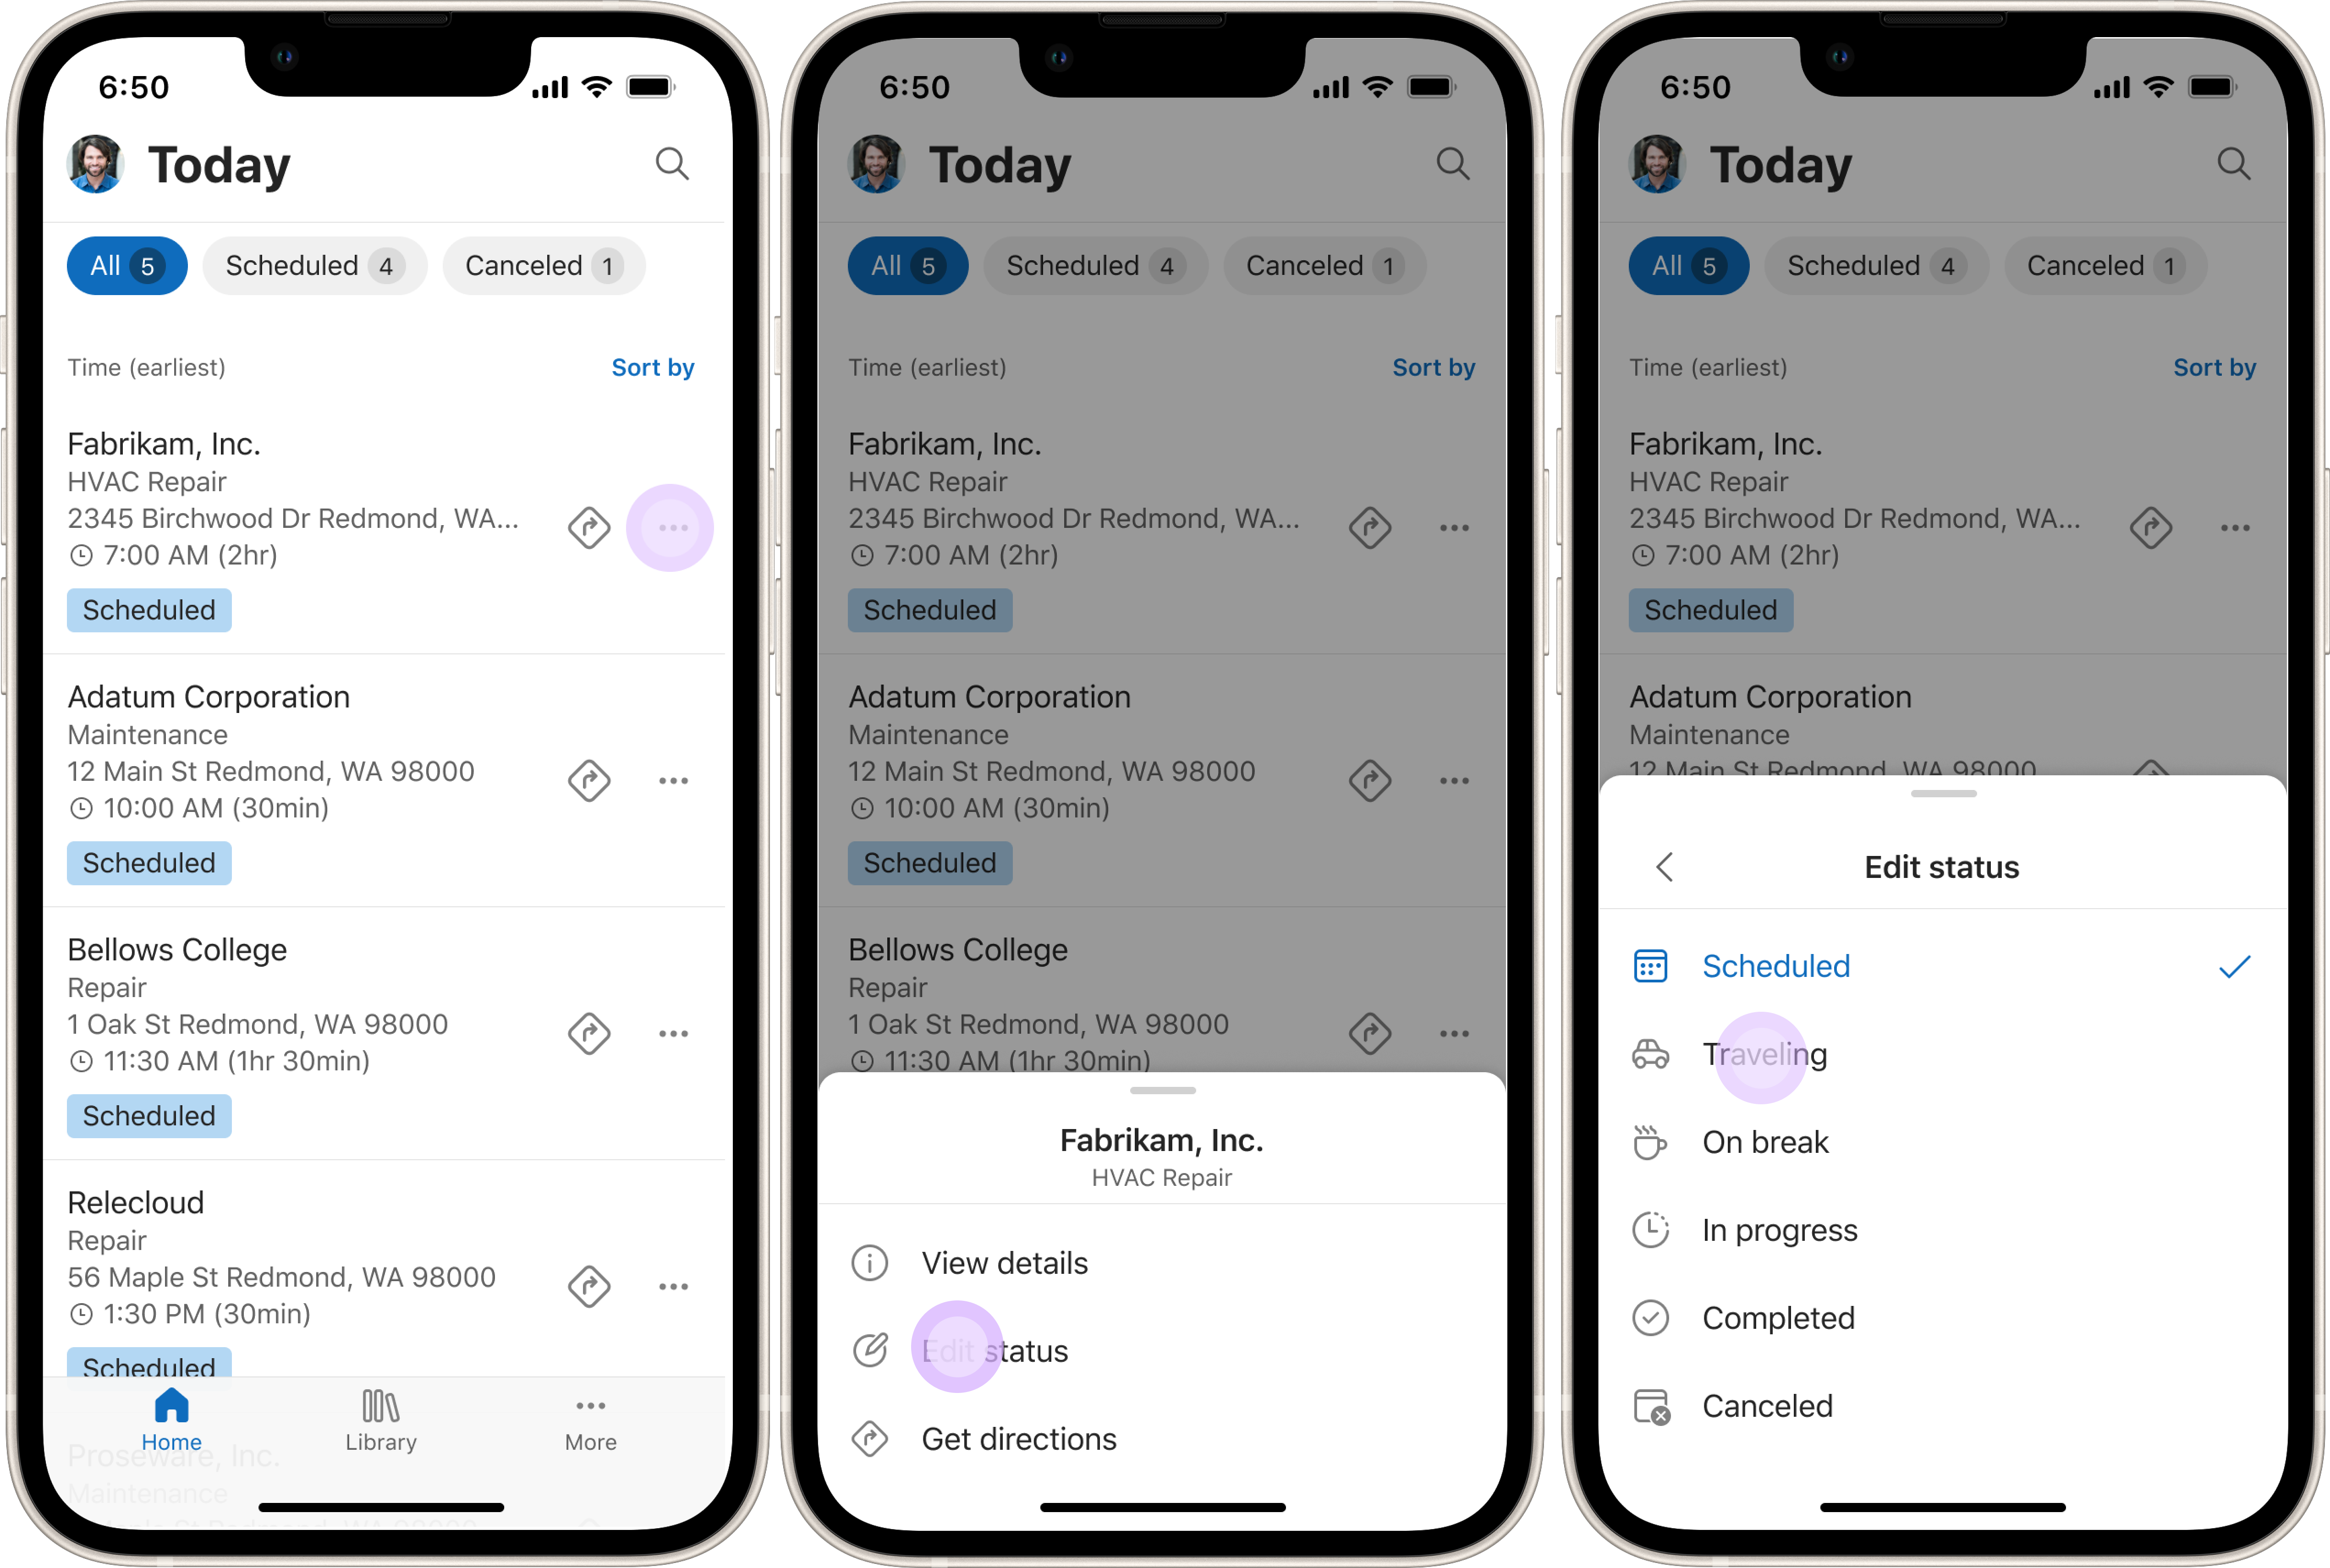 6:50
Today
All 5 Scheduled 4 Canceled 1
Time (earliest) Sort by
Fabrikam, Inc.
HVAC Repair
2345 Birchwood Dr Redmond, WA...
7:00 AM (2hr)
Scheduled
Adatum Corporation
Maintenance
12 Main St Redmond, WA 98000
10:00 AM (30min)
Scheduled
Bellows College
Repair
1 Oak St Redmond, WA 98000
11:30 AM (1hr 30min)
Scheduled
Relecloud
Repair
56 Maple St Redmond, WA 98000
1:30 PM (30min)
Scheduled
Home Library More
Proseware, Inc.
Maintenance
6:50
Today
All 5 Scheduled 4 Canceled 1
Time (earliest) Sort by
Fabrikam, Inc.
HVAC Repair
2345 Birchwood Dr Redmond, WA...
7:00 AM (2hr)
Scheduled
Adatum Corporation
Maintenance
12 Main St Redmond, WA 98000
10:00 AM (30min)
Scheduled
Bellows College
Repair
1 Oak St Redmond, WA 98000
11:30 AM (1hr 30min)
Fabrikam, Inc.
HVAC Repair
View details
Edit status
Get directions
6:50
Today
All 5 Scheduled 4 Canceled 1
Time (earliest) Sort by
Fabrikam, Inc.
HVAC Repair
2345 Birchwood Dr Redmond, WA...
7:00 AM (2hr)
Scheduled
Adatum Corporation
Maintenance
12 Main St Redmond, WA 98000
Edit status
Scheduled
Traveling
On break
In progress
Completed
Canceled